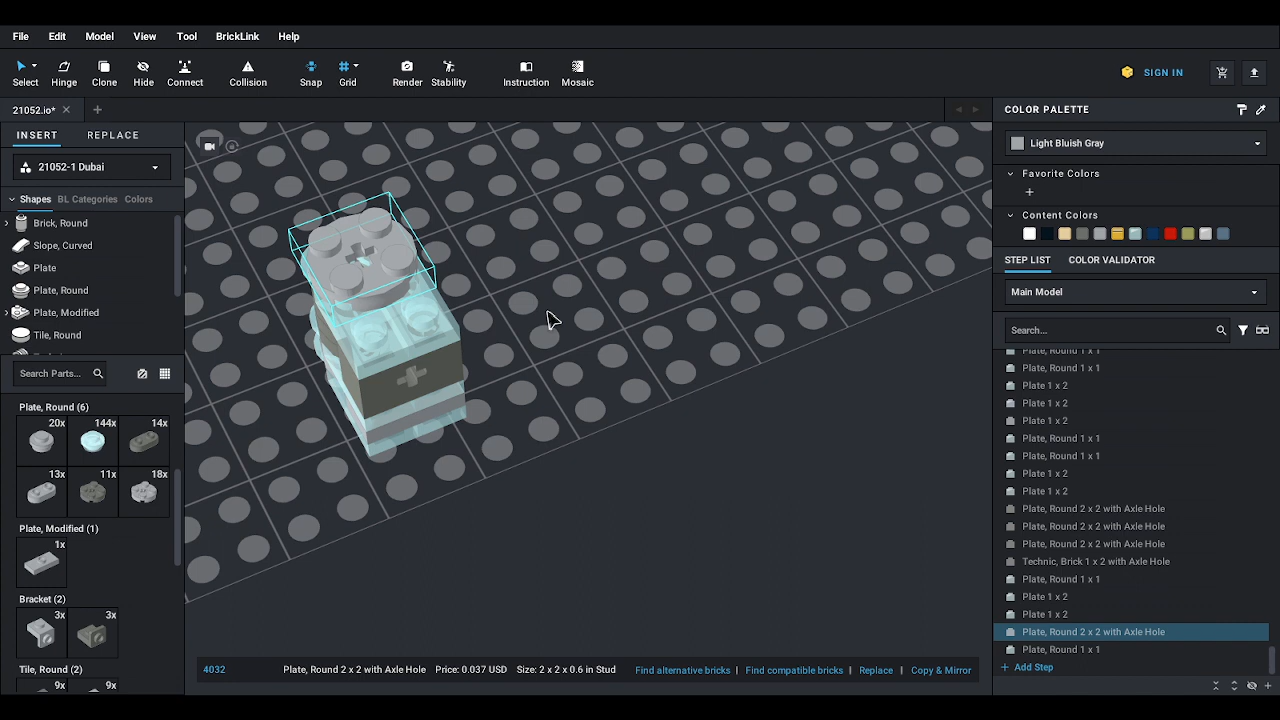 File Edit Model View Tool BrickLink Help
Select Hinge Clone Hide Connect Collision Snap Grid Render Stability Instruction Mosaic SIGN IN
21052.io*
INSERT REPLACE
21052-1 Dubai
Shapes BL Categories Colors
Brick, Round
Slope, Curved
Plate
Plate, Round
Plate, Modified
Tile, Round
Search Parts...
Plate, Round (6)
20x 144x 14x
13x 11x 18x
Plate, Modified (1)
1x
Bracket (2)
3x 3x
Tile, Round (2)
9x 9x
4032 Plate, Round 2 x 2 with Axle Hole Price: 0.037 USD Size: 2 x 2 x 0.6 in Stud Find alternative bricks | Find compatible bricks | Replace | Copy & Mirror
COLOR PALETTE
Light Bluish Gray
Favorite Colors
Content Colors
STEP LIST COLOR VALIDATOR
Main Model
Search...
Plate, Round 1 x 1
Plate, Round 1 x 1
Plate 1 x 2
Plate 1 x 2
Plate 1 x 2
Plate, Round 1 x 1
Plate, Round 1 x 1
Plate 1 x 2
Plate 1 x 2
Plate, Round 2 x 2 with Axle Hole
Plate, Round 2 x 2 with Axle Hole
Plate, Round 2 x 2 with Axle Hole
Technic, Brick 1 x 2 with Axle Hole
Plate, Round 1 x 1
Plate 1 x 2
Plate 1 x 2
Plate, Round 2 x 2 with Axle Hole
Plate, Round 1 x 1
+ Add Step